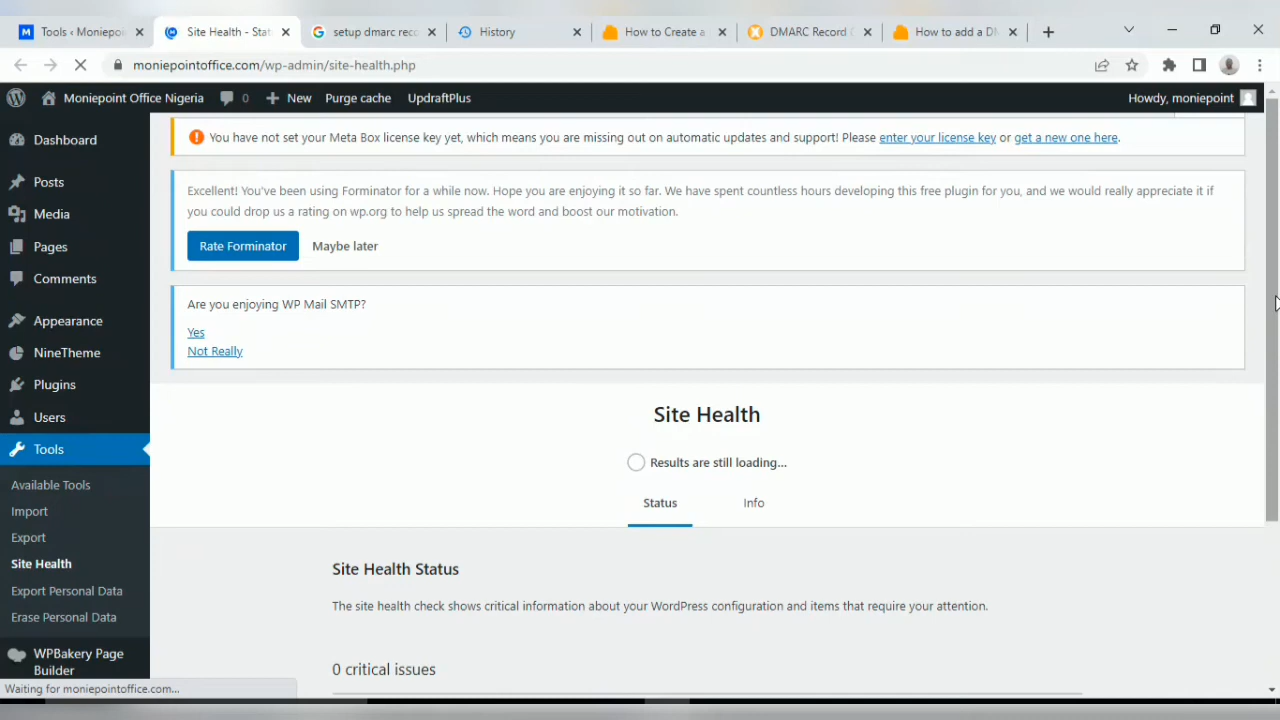 Tools ‹ Moniepoi
Site Health - Stat
setup dmarc reco
History
How to Create a
DMARC Record C
How to add a DM
moniepointoffice.com/wp-admin/site-health.php
Moniepoint Office Nigeria
0
New
Purge cache
UpdraftPlus
Howdy, moniepoint
Dashboard
Posts
Media
Pages
Comments
Appearance
NineTheme
Plugins
Users
Tools
Available Tools
Import
Export
Site Health
Export Personal Data
Erase Personal Data
WPBakery Page
Builder
You have not set your Meta Box license key yet, which means you are missing out on automatic updates and support! Please enter your license key or get a new one here.
Excellent! You've been using Forminator for a while now. Hope you are enjoying it so far. We have spent countless hours developing this free plugin for you, and we would really appreciate it if
you could drop us a rating on wp.org to help us spread the word and boost our motivation.
Rate Forminator
Maybe later
Are you enjoying WP Mail SMTP?
Yes
Not Really
Site Health
Results are still loading...
Status
Info
Site Health Status
The site health check shows critical information about your WordPress configuration and items that require your attention.
0 critical issues
Waiting for moniepointoffice.com...